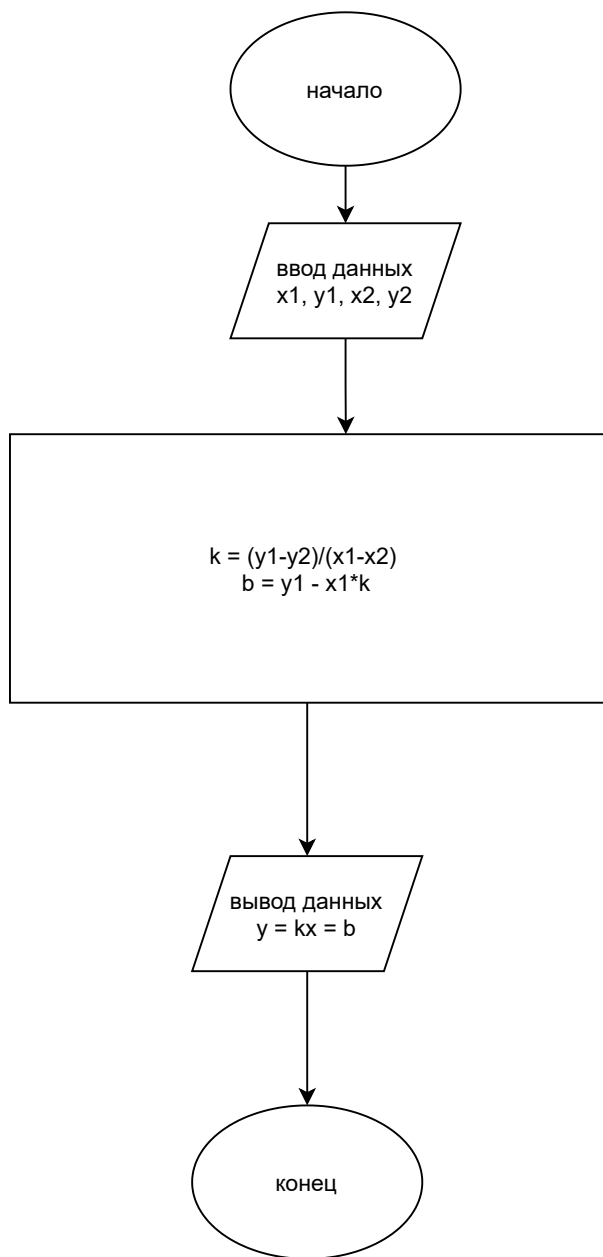 начало
ввод данных
x1, y1, x2, y2
k = (y1-y2)/(x1-x2)
b = y1 - x1*k
вывод данных
y = kx = b
конец